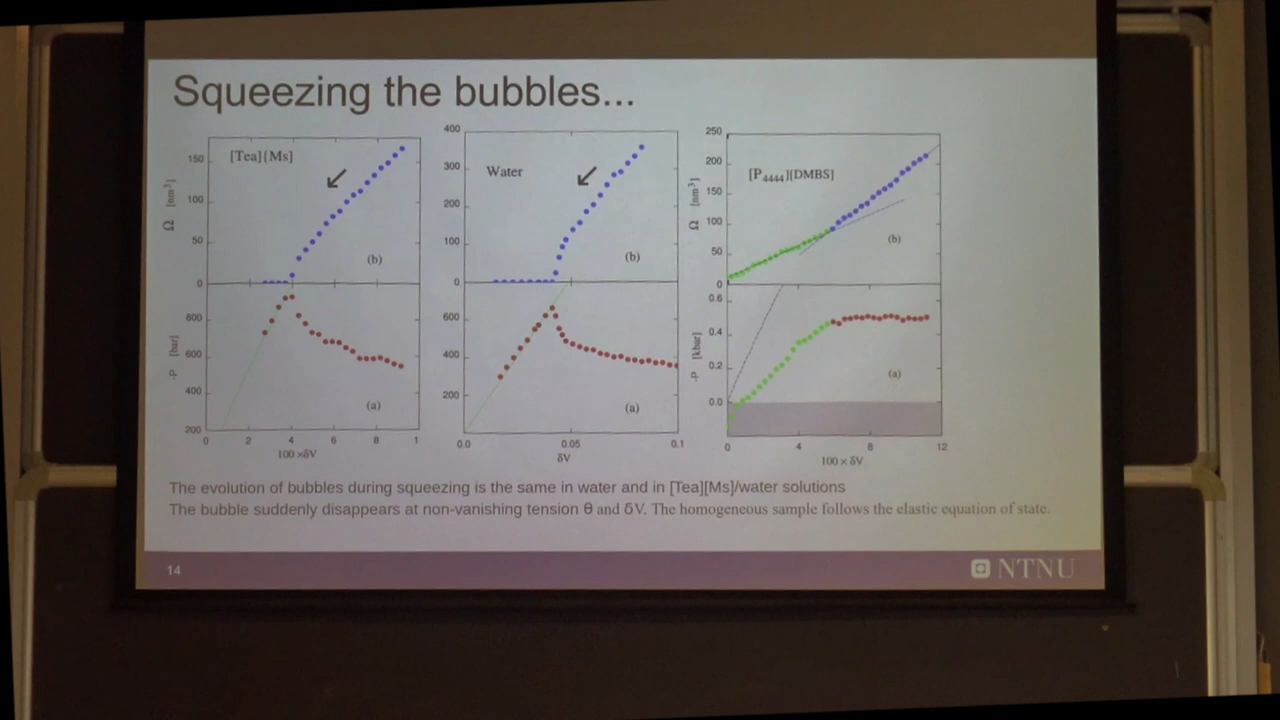 Squeezing the bubbles...
[Tea][Ms]
Water
[P4444][DMBS]
Ω [nm³]
150
100
50
0
(b)
400
300
200
100
0
(b)
Ω [nm³]
250
200
150
100
50
0
(b)
-P [bar]
600
600
400
200
(a)
0 2 4 6 8 1
100 ×δV
600
400
200
(a)
0.0 0.05 0.1
δV
-P [kbar]
0.6
0.4
0.2
0.0
(a)
0 4 8 12
100 × δV
The evolution of bubbles during squeezing is the same in water and in [Tea][Ms]/water solutions
The bubble suddenly disappears at non-vanishing tension θ and δV. The homogeneous sample follows the elastic equation of state.
14
NTNU